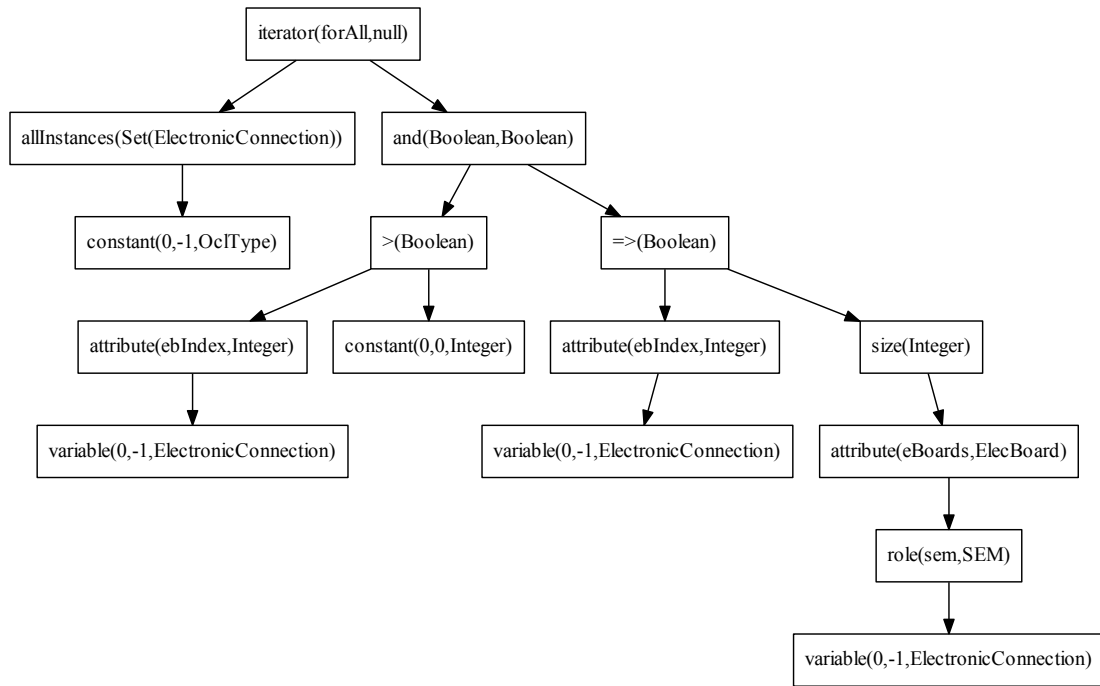 iterator(forAll,null)
allInstances(Set(ElectronicConnection))
and(Boolean,Boolean)
constant(0,-1,OclType)
>(Boolean)
=>(Boolean)
attribute(ebIndex,Integer)
constant(0,0,Integer)
attribute(ebIndex,Integer)
size(Integer)
variable(0,-1,ElectronicConnection)
variable(0,-1,ElectronicConnection)
attribute(eBoards,ElecBoard)
role(sem,SEM)
variable(0,-1,ElectronicConnection)